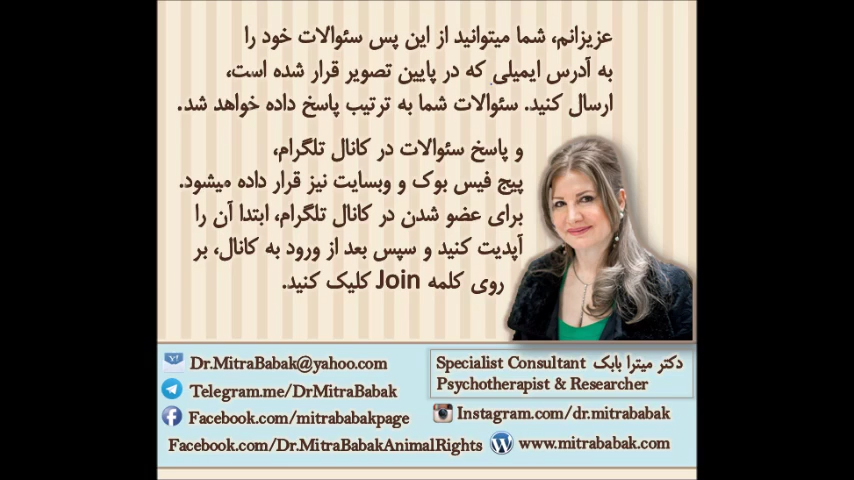 عزیزانم، شما میتوانید از این پس سئوالات خود را
به آدرس ایمیلی که در پایین تصویر قرار شده است،
ارسال کنید. سئوالات شما به ترتیب پاسخ داده خواهد شد.
و پاسخ سئوالات در کانال تلگرام،
پیج فیس بوک و وبسایت نیز قرار داده میشود.
برای عضو شدن در کانال تلگرام، ابتدا آن را
آپدیت کنید و سپس بعد از ورود به کانال، بر
روی کلمه Join کلیک کنید.
Dr.MitraBabak@yahoo.com
Telegram.me/DrMitraBabak
Facebook.com/mitrababakpage
Facebook.com/Dr.MitraBabakAnimalRights
Specialist Consultant دکتر میترا بابک
Psychotherapist & Researcher
Instagram.com/dr.mitrababak
www.mitrababak.com